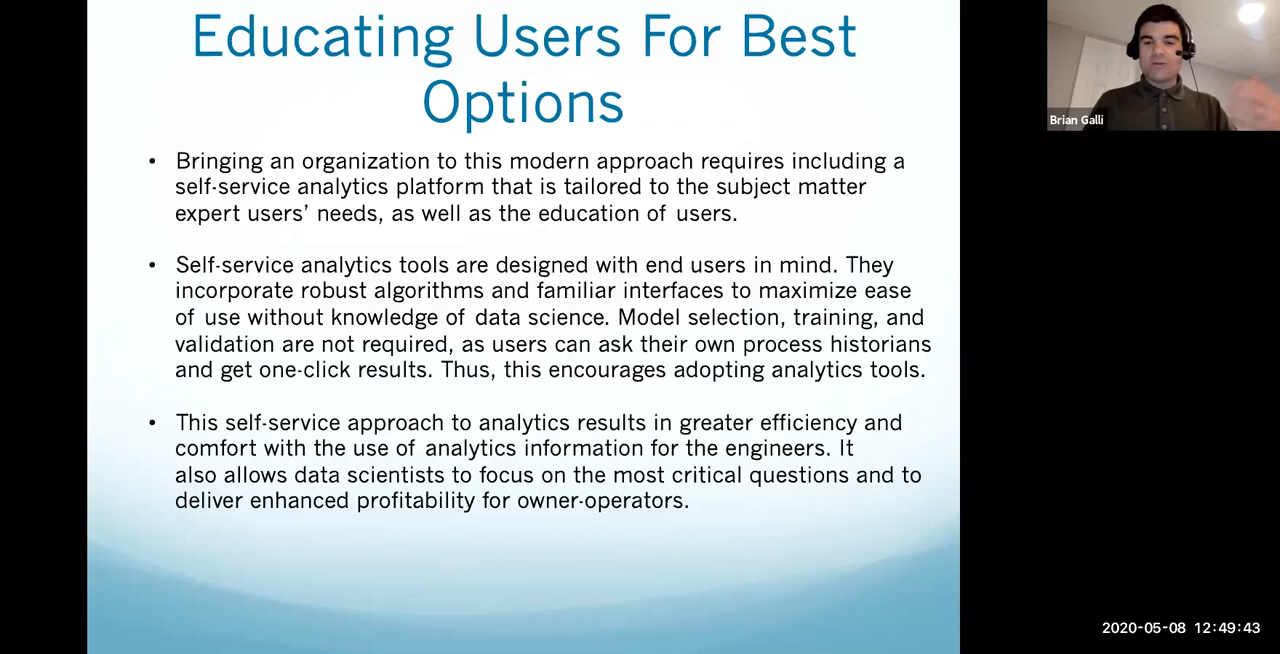 Educating Users For Best
Options
• Bringing an organization to this modern approach requires including a
self-service analytics platform that is tailored to the subject matter
expert users’ needs, as well as the education of users.
• Self-service analytics tools are designed with end users in mind. They
incorporate robust algorithms and familiar interfaces to maximize ease
of use without knowledge of data science. Model selection, training, and
validation are not required, as users can ask their own process historians
and get one-click results. Thus, this encourages adopting analytics tools.
• This self-service approach to analytics results in greater efficiency and
comfort with the use of analytics information for the engineers. It
also allows data scientists to focus on the most critical questions and to
deliver enhanced profitability for owner-operators.
Brian Galli
2020-05-08 12:49:43